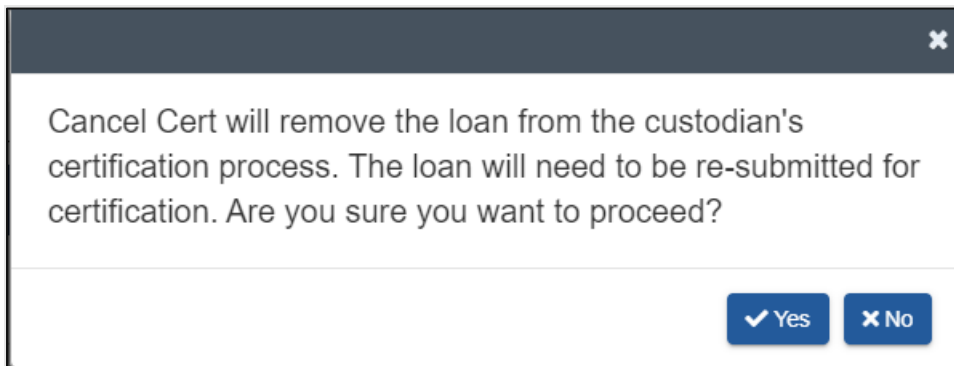 Cancel Cert will remove the loan from the custodian's
certification process. The loan will need to be re-submitted for
certification. Are you sure you want to proceed?
Yes
No